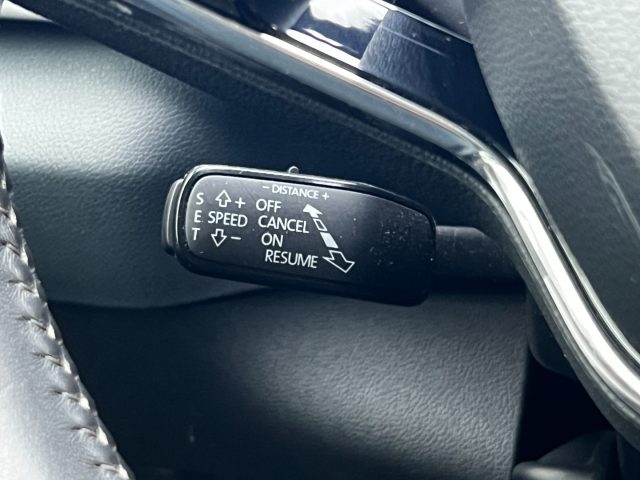 - DISTANCE +
S + OFF
E SPEED CANCEL
T - ON
RESUME